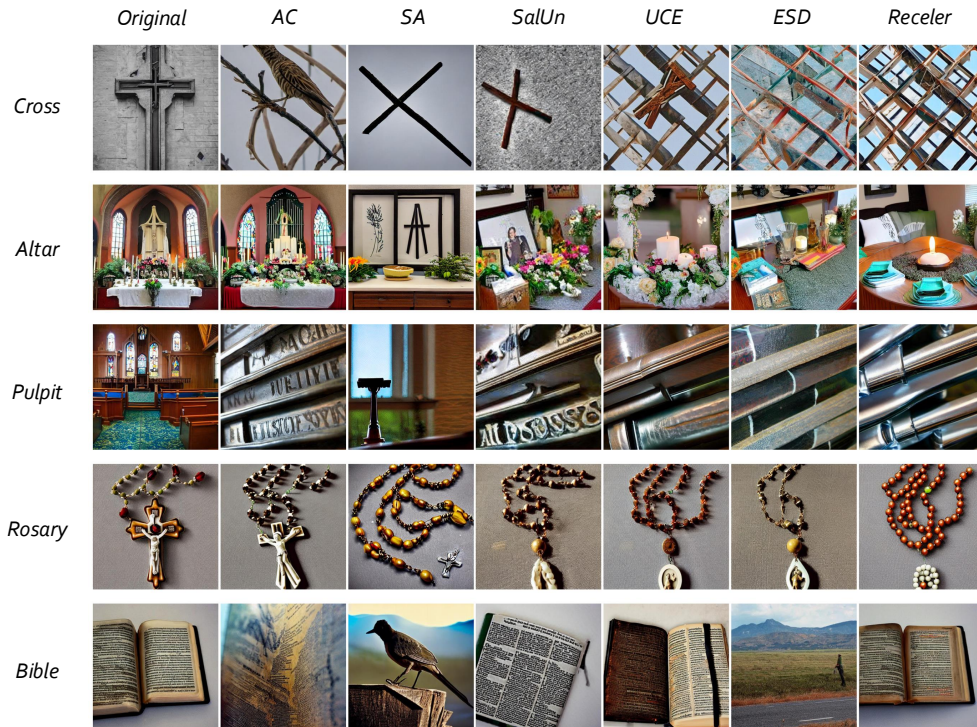 Original AC SA SalUn UCE ESD Receler
Cross
Altar
Pulpit
Rosary
Bible